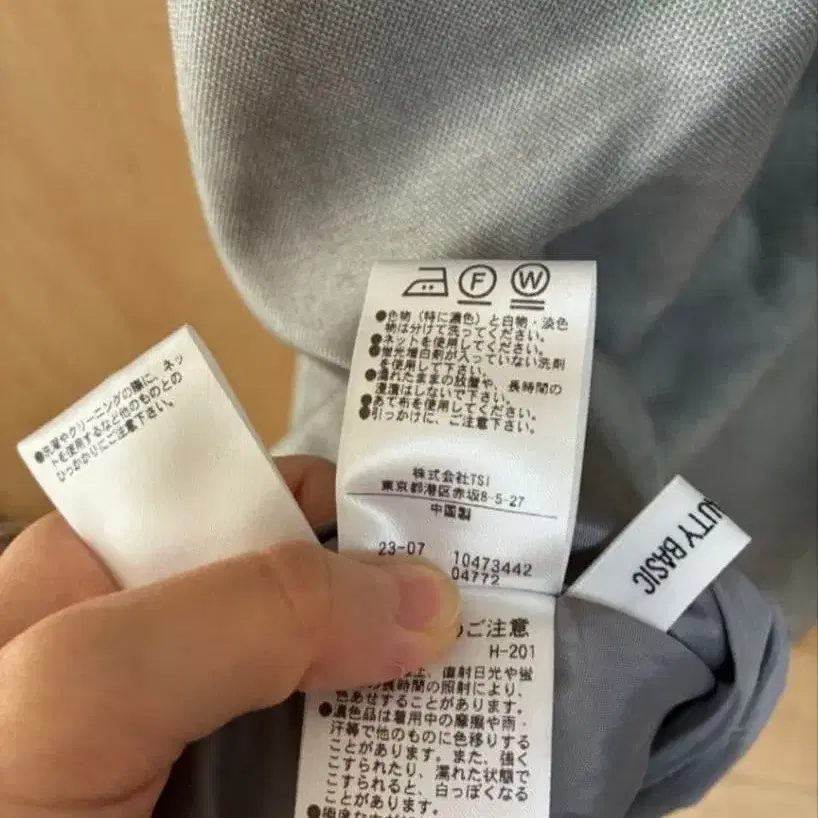 ●洗濯やクリーニングの際に、ネッ
トを使用するなど他のものとの
ひっかかりにご注意下さい。
F W
●色物（特に濃色）と白物・淡色
物は分けて洗ってください。
●ネットを使用してください。
●蛍光増白剤が入っていない洗剤
を使用して下さい。
●濡れたままの放置や、長時間の
浸漬はしないで下さい。
●あて布を使用してください。
●引っかけに、ご注意下さい。
株式会社TSI
東京都港区赤坂8-5-27
中国製
23-07 10473442
04772
UTY BASIC
ご注意
H-201
直射日光や蛍
長時間の照射により、
色あせすることがあります。
●濃色品は着用中の摩擦や雨・
汗等で他のものに色移りする
ことがあります。また、強く
こすられたり、濡れた状態で
こすられると、白っぽくなる
ことがあります。